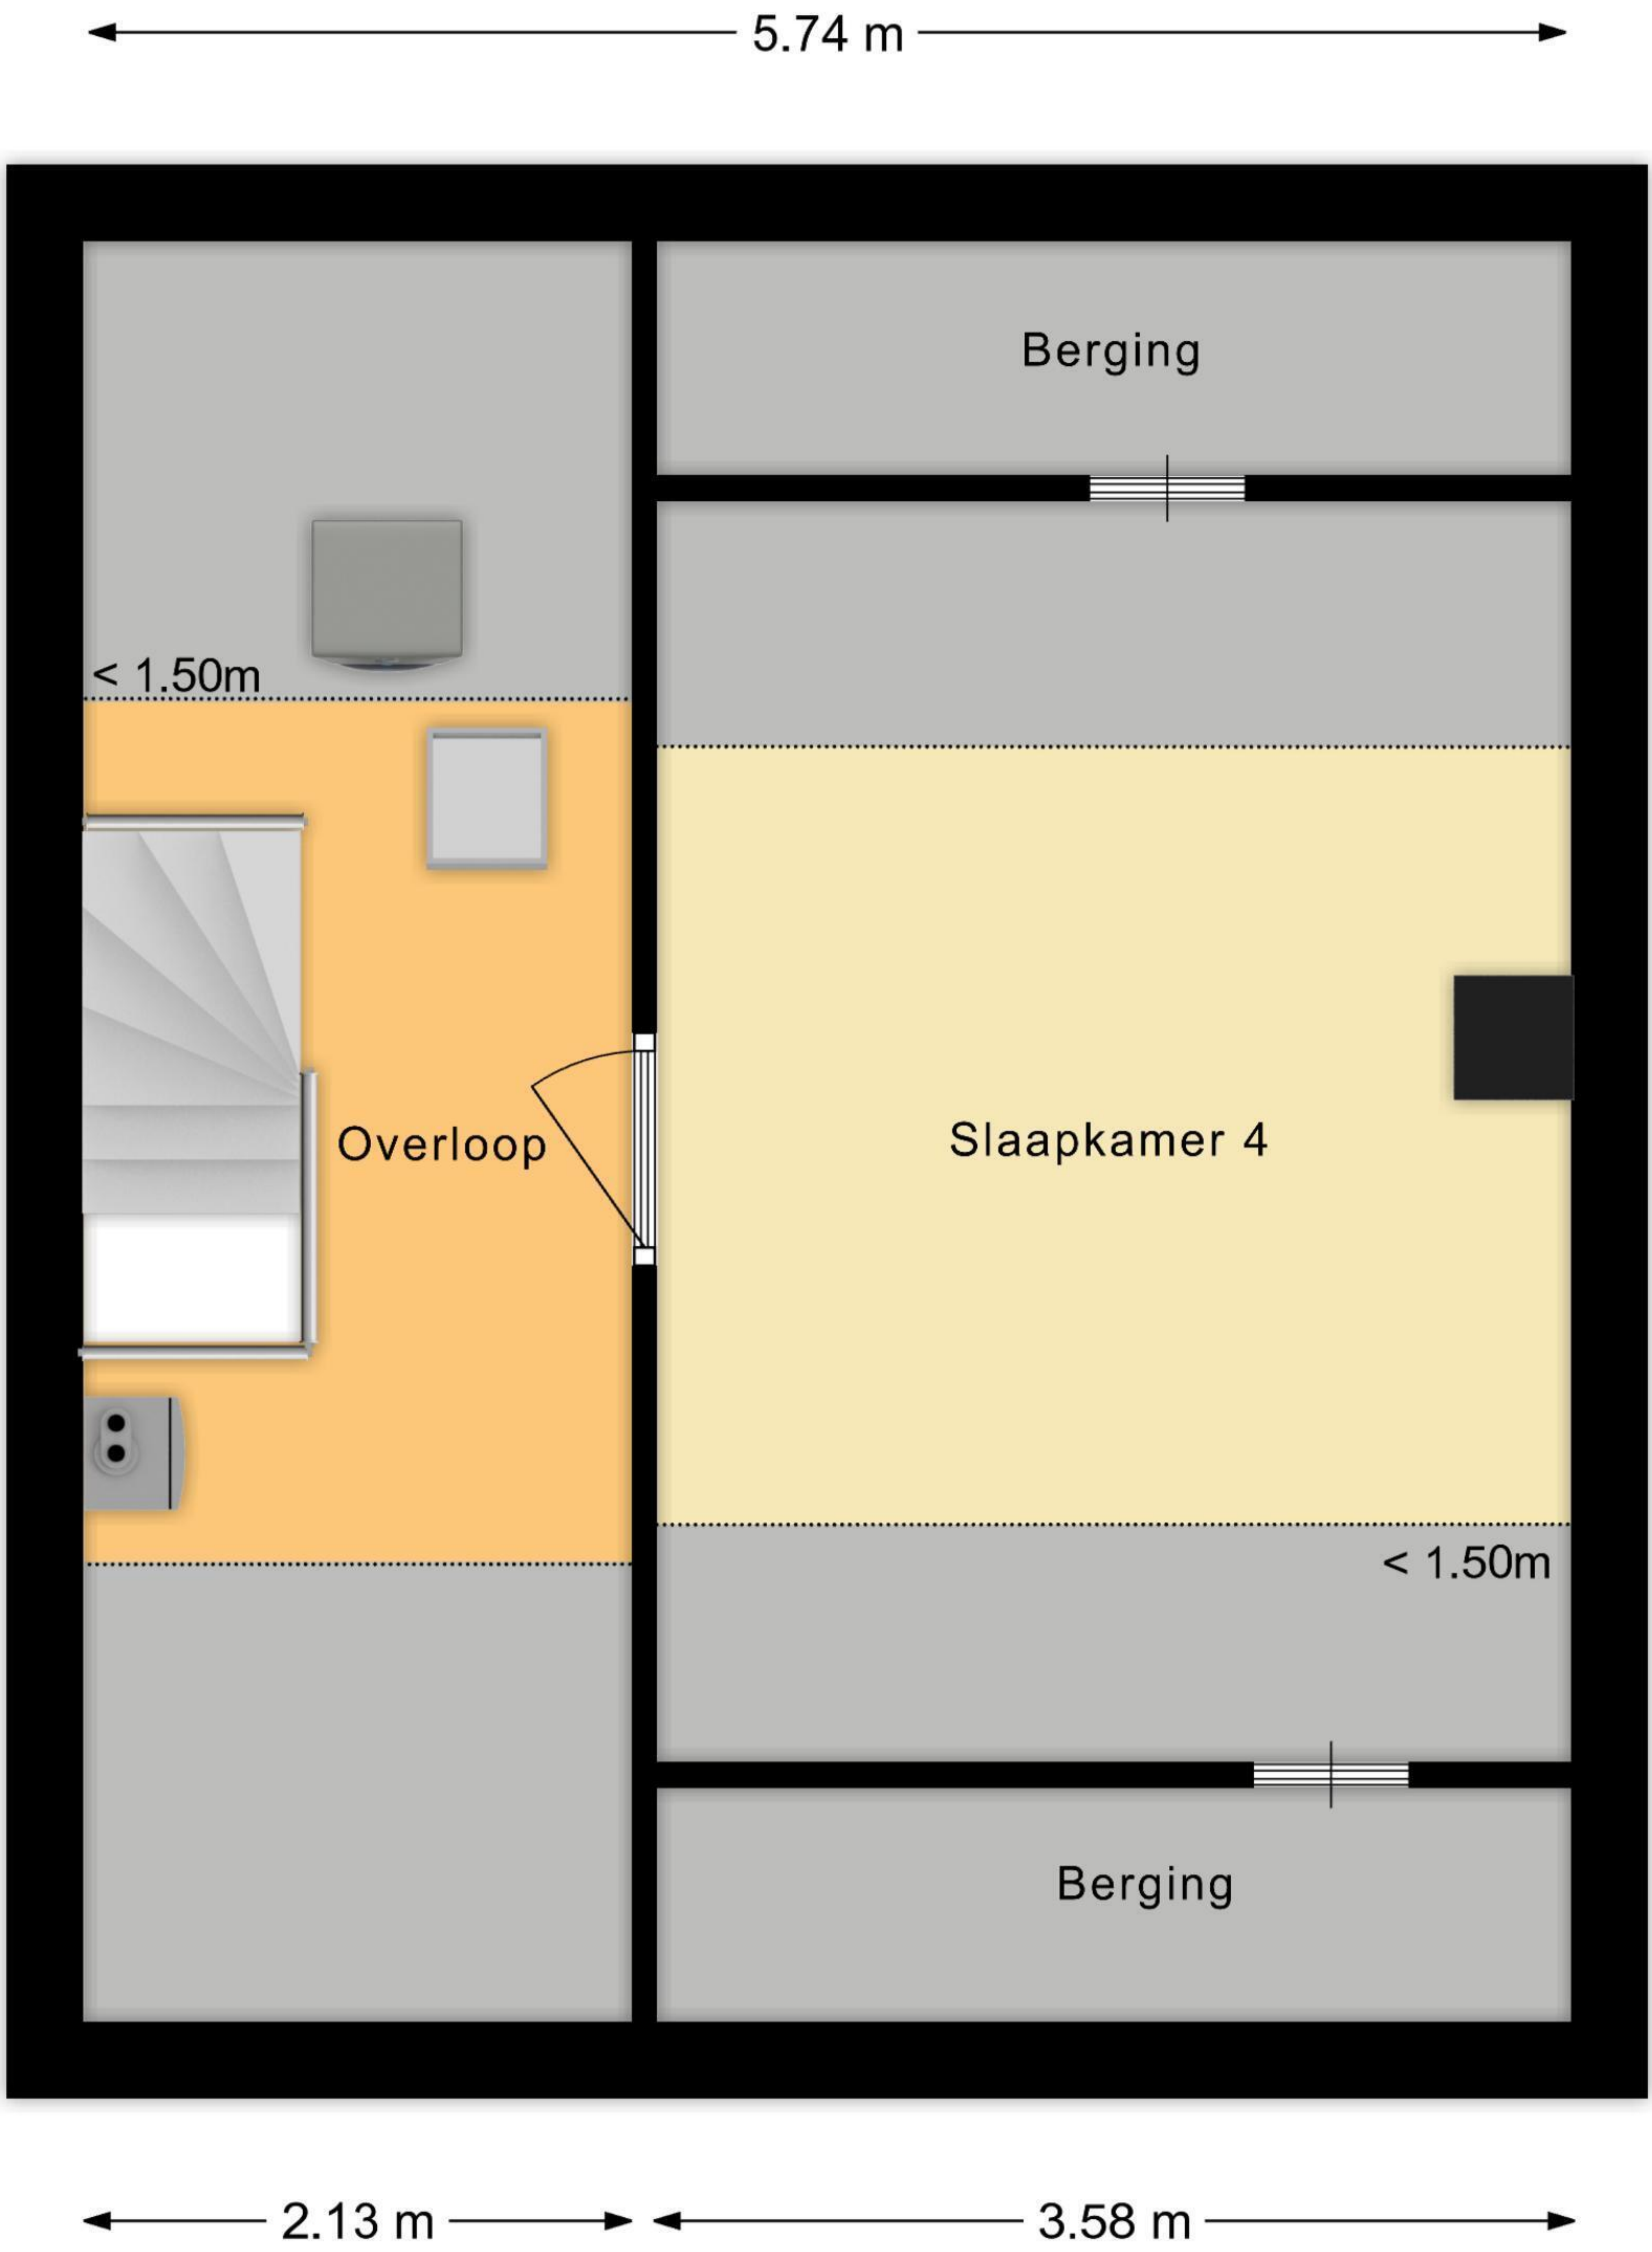 5.74 m
Berging
< 1.50m
Overloop
Slaapkamer 4
< 1.50m
Berging
2.13 m
3.58 m